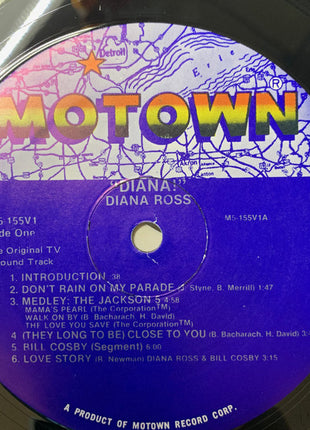 Detroit
Erie
MOTOWN
®
"DIANA!"
DIANA ROSS
5-155V1
M5-155V1A
de One
e Original TV
ound Track
1. INTRODUCTION :38
2. DON'T RAIN ON MY PARADE (J. Styne, B. Merrill) 1:47
3. MEDLEY: THE JACKSON 5 4:58
MAMA'S PEARL (The Corporation™)
WALK ON BY (B. Bacharach, H. David)
THE LOVE YOU SAVE (The Corporation™)
4. (THEY LONG TO BE) CLOSE TO YOU (B. Bacharach, H. David)
5. BILL COSBY (Segment) 6:00
6. LOVE STORY (R. Newman) DIANA ROSS & BILL COSBY 3:15
A PRODUCT OF MOTOWN RECORD CORP.